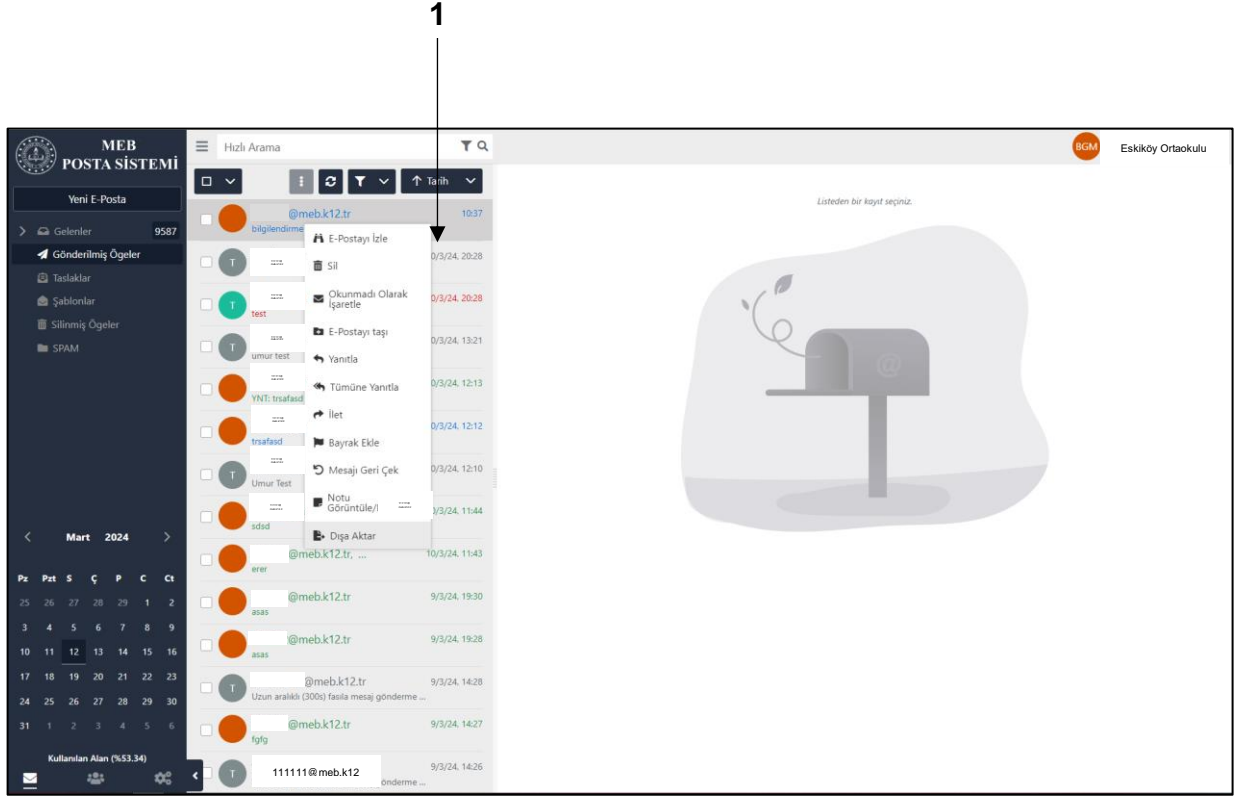 1
MEB
POSTA SİSTEMİ
Yeni E-Posta
Gelenler 9587
Gönderilmiş Ögeler
Taslaklar
Şablonlar
Silinmiş Ögeler
SPAM
Mart 2024
Pz Pzt S Ç P C Ct
25 26 27 28 29 1 2
3 4 5 6 7 8 9
10 11 12 13 14 15 16
17 18 19 20 21 22 23
24 25 26 27 28 29 30
31 1 2 3 4 5 6
Kullanılan Alan (%53.34)
Hızlı Arama
Tarih
@meb.k12.tr 10:37
bilgilendirme
T 0/3/24, 20:28
T 0/3/24, 20:28
test
T 0/3/24, 13:21
umur test
0/3/24, 12:13
YNT: trsafasd
0/3/24, 12:12
trsafasd
T 0/3/24, 12:10
Umur Test
0/3/24, 11:44
sdsd
@meb.k12.tr, ... 10/3/24, 11:43
erer
@meb.k12.tr 9/3/24, 19:30
asas
@meb.k12.tr 9/3/24, 19:28
asas
T @meb.k12.tr 9/3/24, 14:28
Uzun aralıklı (300s) fasıla mesaj gönderme ...
@meb.k12.tr 9/3/24, 14:27
fgfg
T 111111@meb.k12 9/3/24, 14:26
önderme ...
E-Postayı İzle
Sil
Okunmadı Olarak
İşaretle
E-Postayı taşı
Yanıtla
Tümüne Yanıtla
İlet
Bayrak Ekle
Mesajı Geri Çek
Notu
Görüntüle/
Dışa Aktar
BGM Eskiköy Ortaokulu
Listeden bir kayıt seçiniz.
@